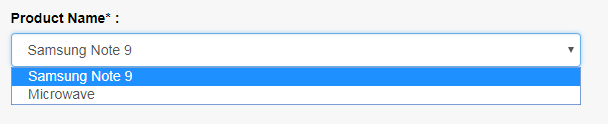 Product Name* :
Samsung Note 9
Samsung Note 9
Microwave